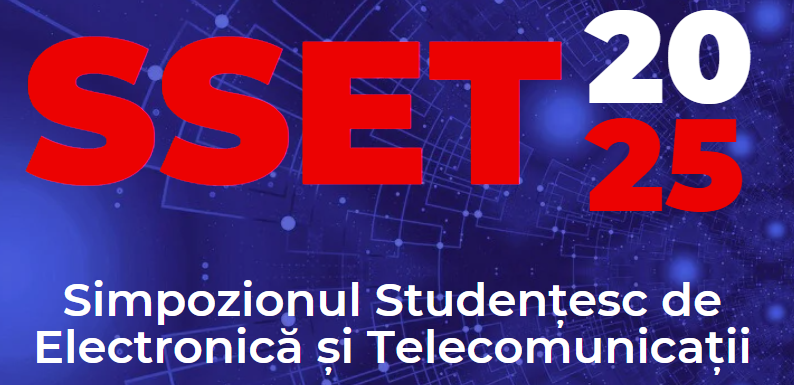 SSET 20
25
Simpozionul Studențesc de
Electronică și Telecomunicații